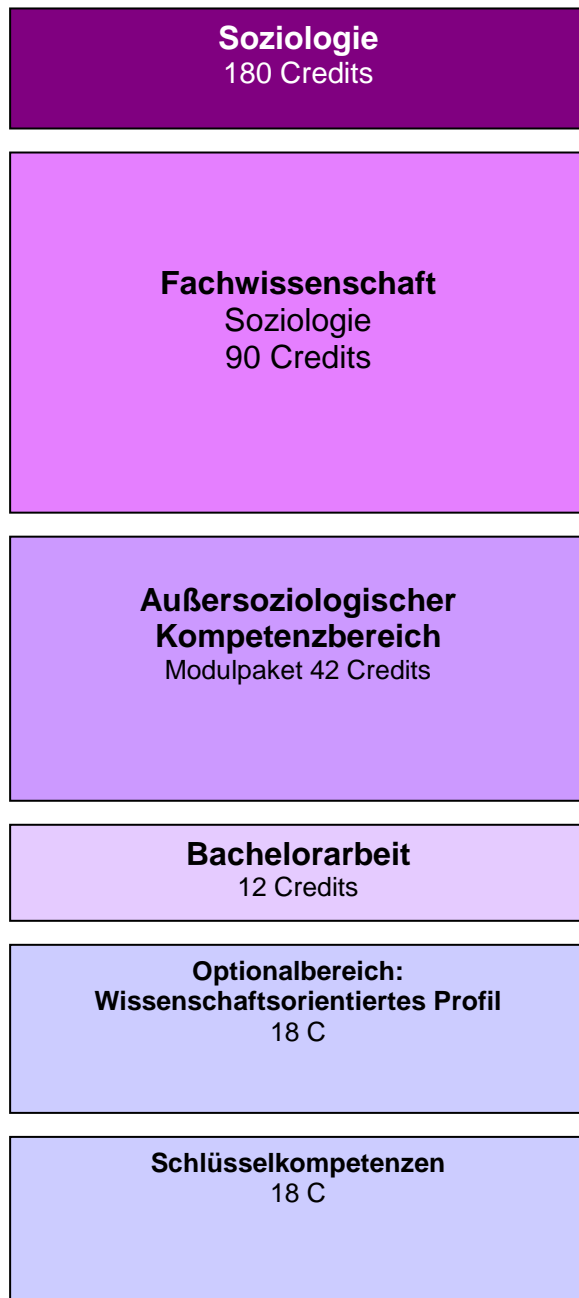 Soziologie
180 Credits
Fachwissenschaft
Soziologie
90 Credits
Außersoziologischer
Kompetenzbereich
Modulpaket 42 Credits
Bachelorarbeit
12 Credits
Optionalbereich:
Wissenschaftsorientiertes Profil
18 C
Schlüsselkompetenzen
18 C